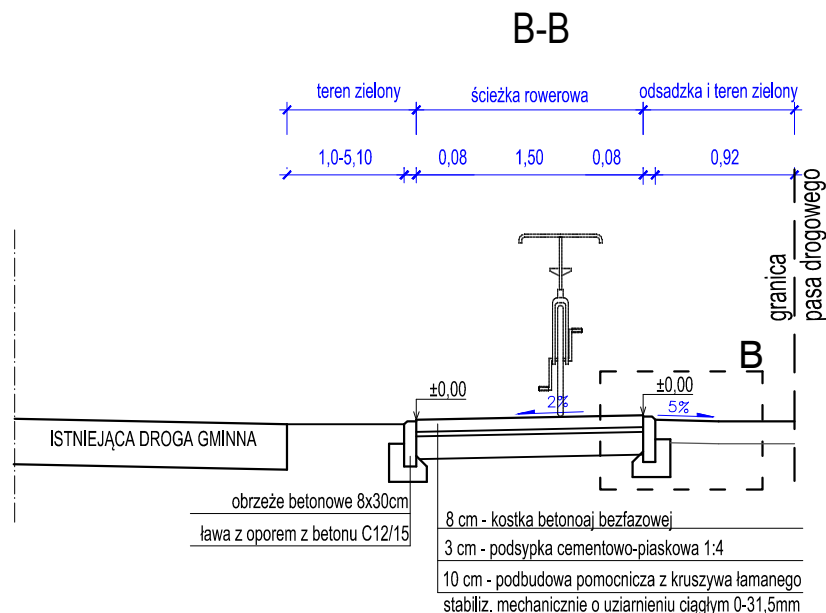 B-B
teren zielony
ścieżka rowerowa
odsadzka i teren zielony
1,0-5,10
0,08
1,50
0,08
0,92
granica
pasa drogowego
B
±0,00
±0,00
2%
5%
ISTNIEJĄCA DROGA GMINNA
obrzeże betonowe 8x30cm
ława z oporem z betonu C12/15
8 cm - kostka betonoaj bezfazowej
3 cm - podsypka cementowo-piaskowa 1:4
10 cm - podbudowa pomocnicza z kruszywa łamanego
stabiliz. mechanicznie o uziarnieniu ciągłym 0-31,5mm